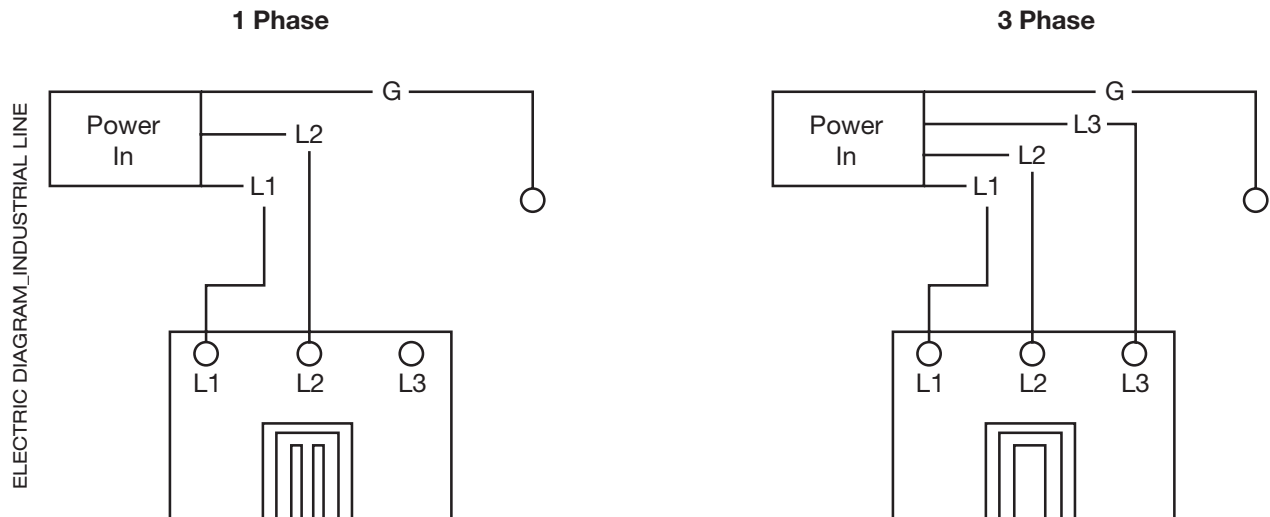 1 Phase
Power
In
G
L2
L1
L1 L2 L3
3 Phase
Power
In
G
L3
L2
L1
L1 L2 L3
ELECTRIC DIAGRAM_INDUSTRIAL LINE